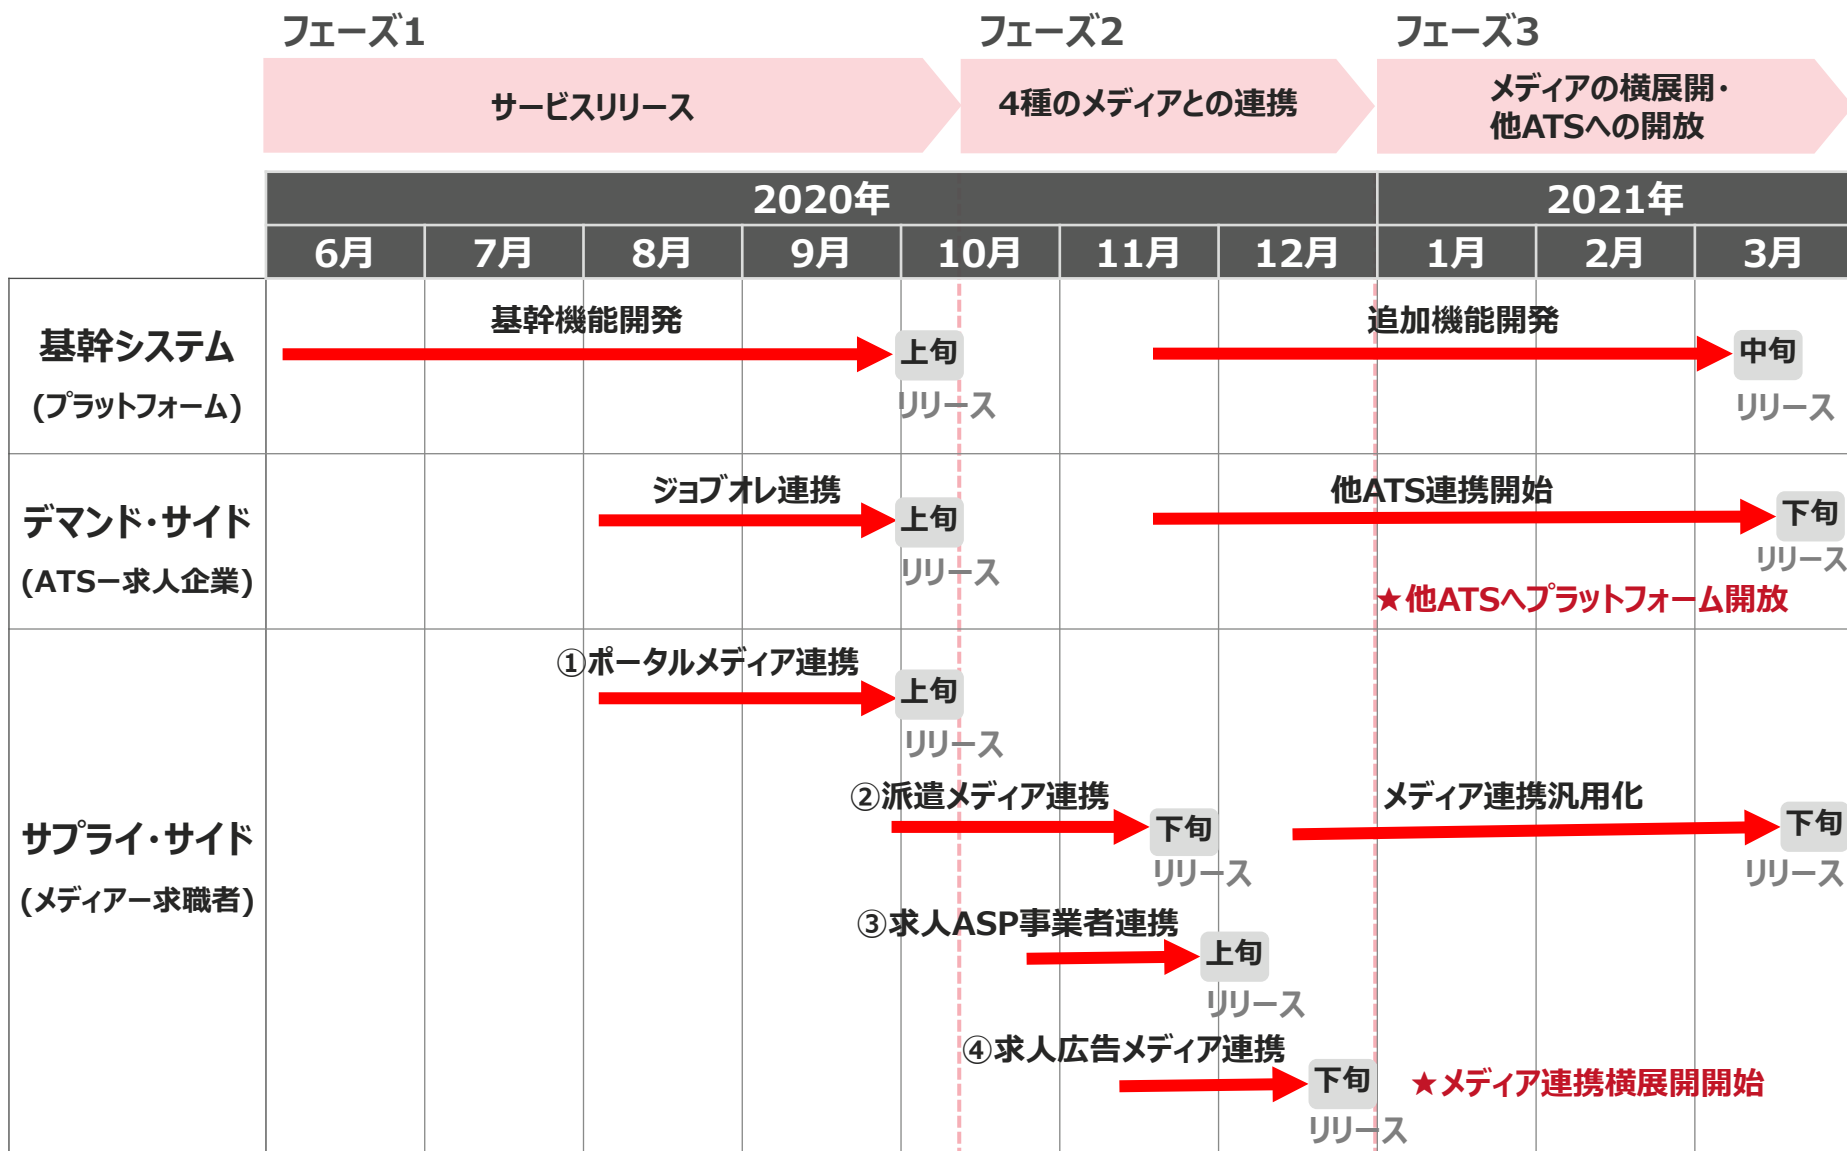 フェーズ1
フェーズ2
フェーズ3
サービスリリース
4種のメディアとの連携
メディアの横展開・
他ATSへの開放
2020年
2021年
6月
7月
8月
9月
10月
11月
12月
1月
2月
3月
基幹システム
(プラットフォーム)
基幹機能開発
上旬
リリース
追加機能開発
中旬
リリース
デマンド・サイド
(ATSー求人企業)
ジョブオレ連携
上旬
リリース
他ATS連携開始
下旬
リリース
★他ATSへプラットフォーム開放
サプライ・サイド
(メディアー求職者)
①ポータルメディア連携
上旬
リリース
②派遣メディア連携
下旬
リリース
メディア連携汎用化
下旬
リリース
③求人ASP事業者連携
上旬
リリース
④求人広告メディア連携
下旬
リリース
★メディア連携横展開開始